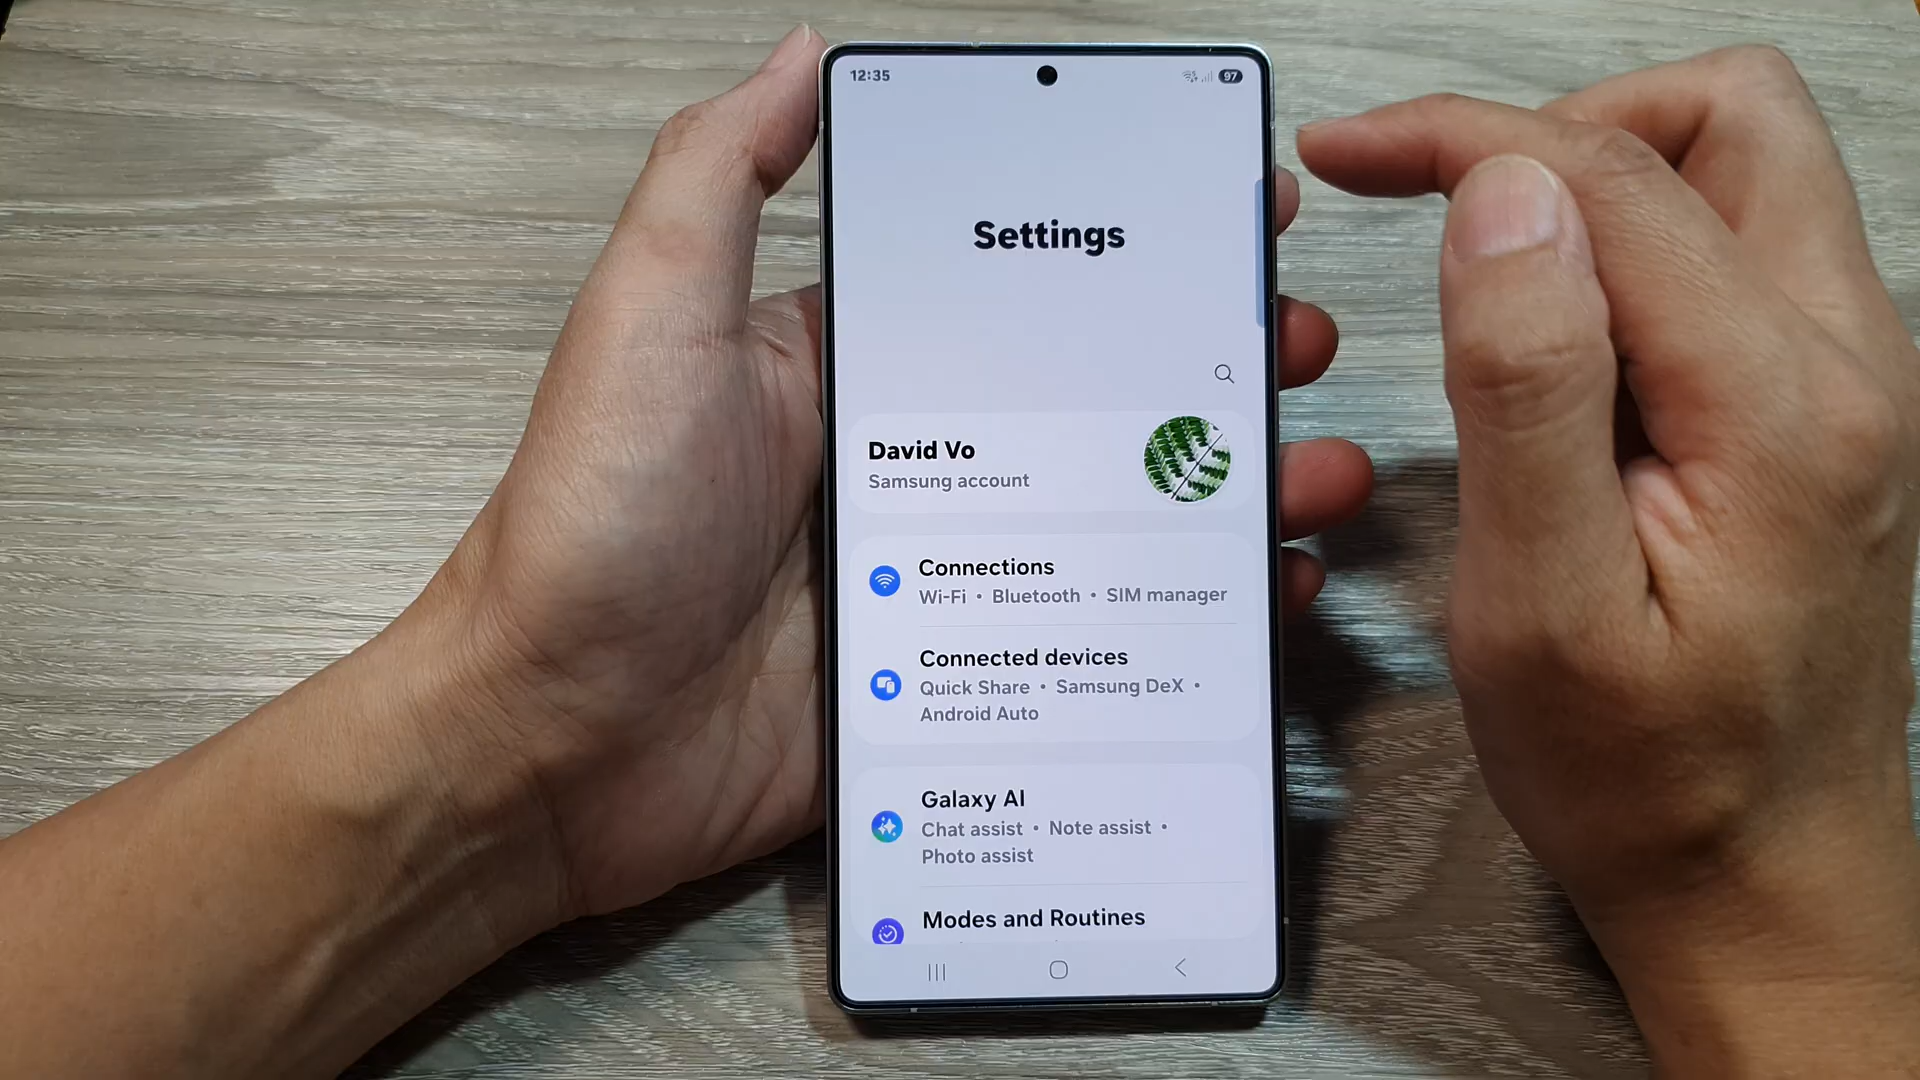 12:35
97
Settings
David Vo
Samsung account
Connections
Wi-Fi • Bluetooth • SIM manager
Connected devices
Quick Share • Samsung DeX •
Android Auto
Galaxy AI
Chat assist • Note assist •
Photo assist
Modes and Routines